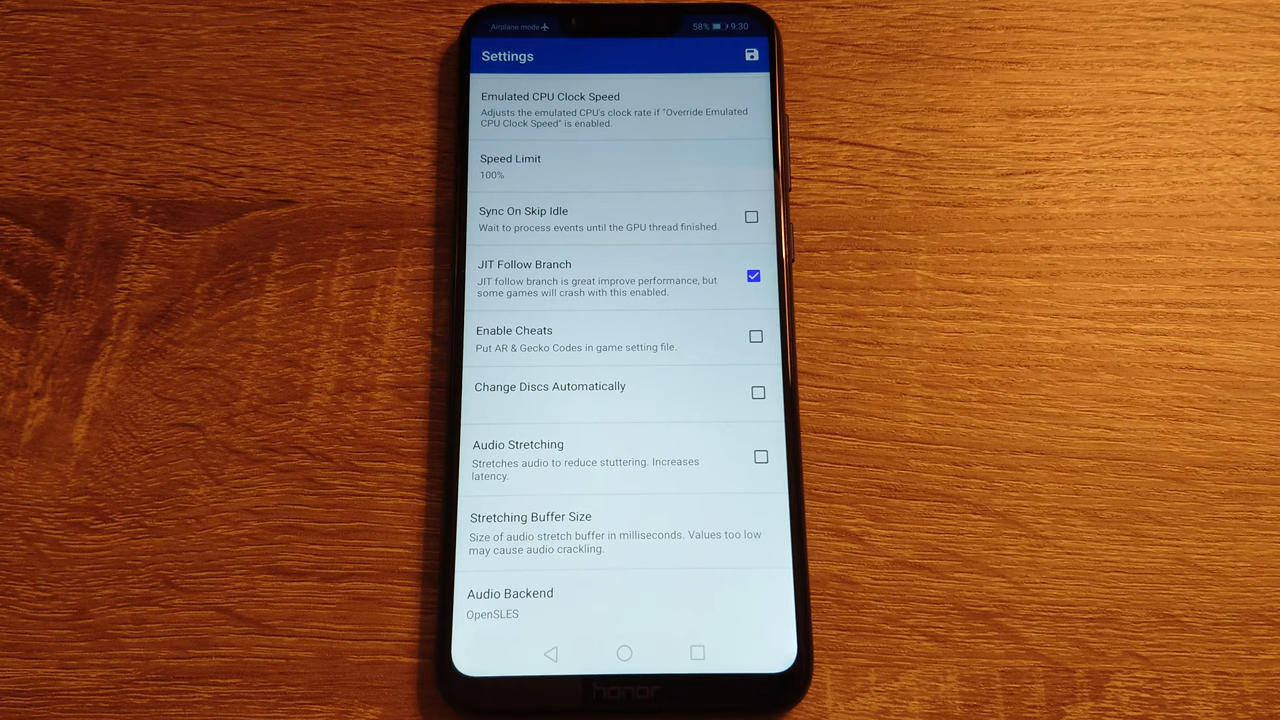 Airplane mode
58% 9:30
Settings
Emulated CPU Clock Speed
Adjusts the emulated CPU's clock rate if "Override Emulated
CPU Clock Speed" is enabled.
Speed Limit
100%
Sync On Skip Idle
Wait to process events until the GPU thread finished.
JIT Follow Branch
JIT follow branch is great improve performance, but
some games will crash with this enabled.
Enable Cheats
Put AR & Gecko Codes in game setting file.
Change Discs Automatically
Audio Stretching
Stretches audio to reduce stuttering. Increases
latency.
Stretching Buffer Size
Size of audio stretch buffer in milliseconds. Values too low
may cause audio crackling.
Audio Backend
OpenSLES
honor